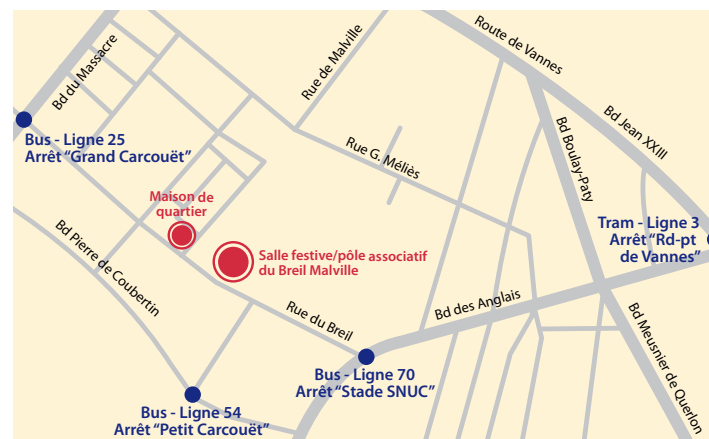 Route de Vannes
Rue de Malville
Bd du Massacre
Bd Jean XXIII
Bd Boulay-Paty
Bus - Ligne 25
Arrêt “Grand Carcouët”
Rue G. Méliès
Maison de
quartier
Tram - Ligne 3
Arrêt “Rd-pt
de Vannes”
Bd Pierre de Coubertin
Salle festive/pôle associatif
du Breil Malville
Bd des Anglais
Rue du Breil
Bd Meusnier de Querlon
Bus - Ligne 70
Arrêt “Stade SNUC”
Bus - Ligne 54
Arrêt “Petit Carcouët”